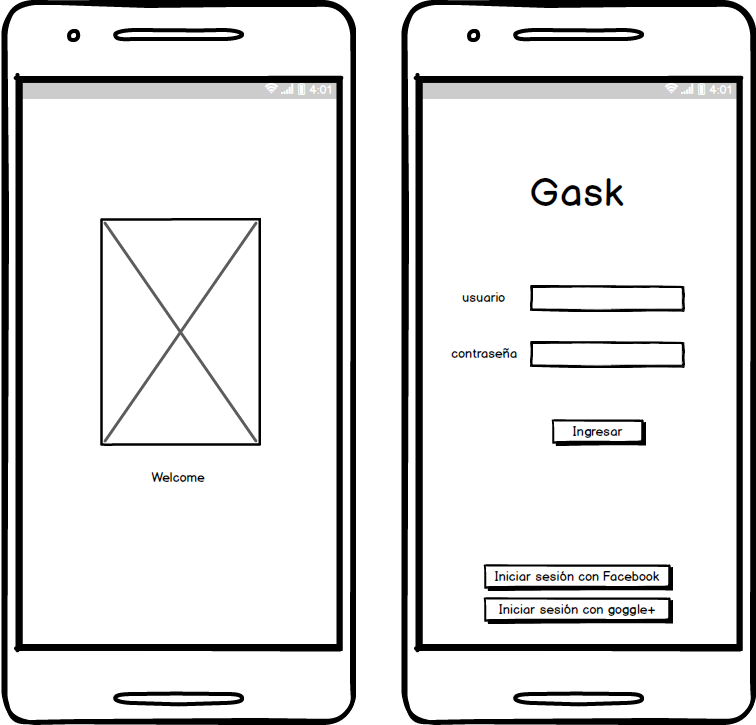 4:01
Welcome
4:01
Gask
usuario
contraseña
Ingresar
Iniciar sesión con Facebook
Iniciar sesión con goggle+